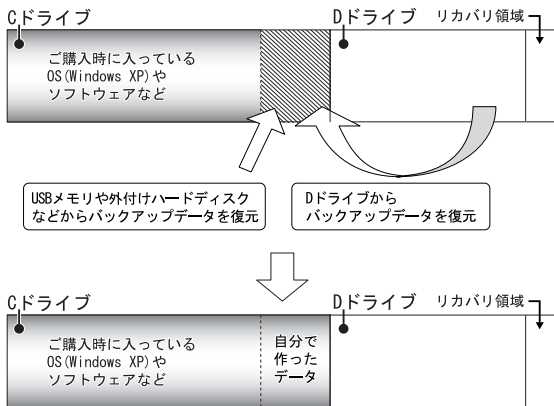 Cドライブ
Dドライブ
リカバリ領域
ご購入時に入っている
OS(Windows XP)や
ソフトウェアなど
USBメモリや外付けハードディスク
などからバックアップデータを復元
Dドライブから
バックアップデータを復元
Cドライブ
Dドライブ
リカバリ領域
ご購入時に入っている
OS(Windows XP)や
ソフトウェアなど
自分で
作った
データ